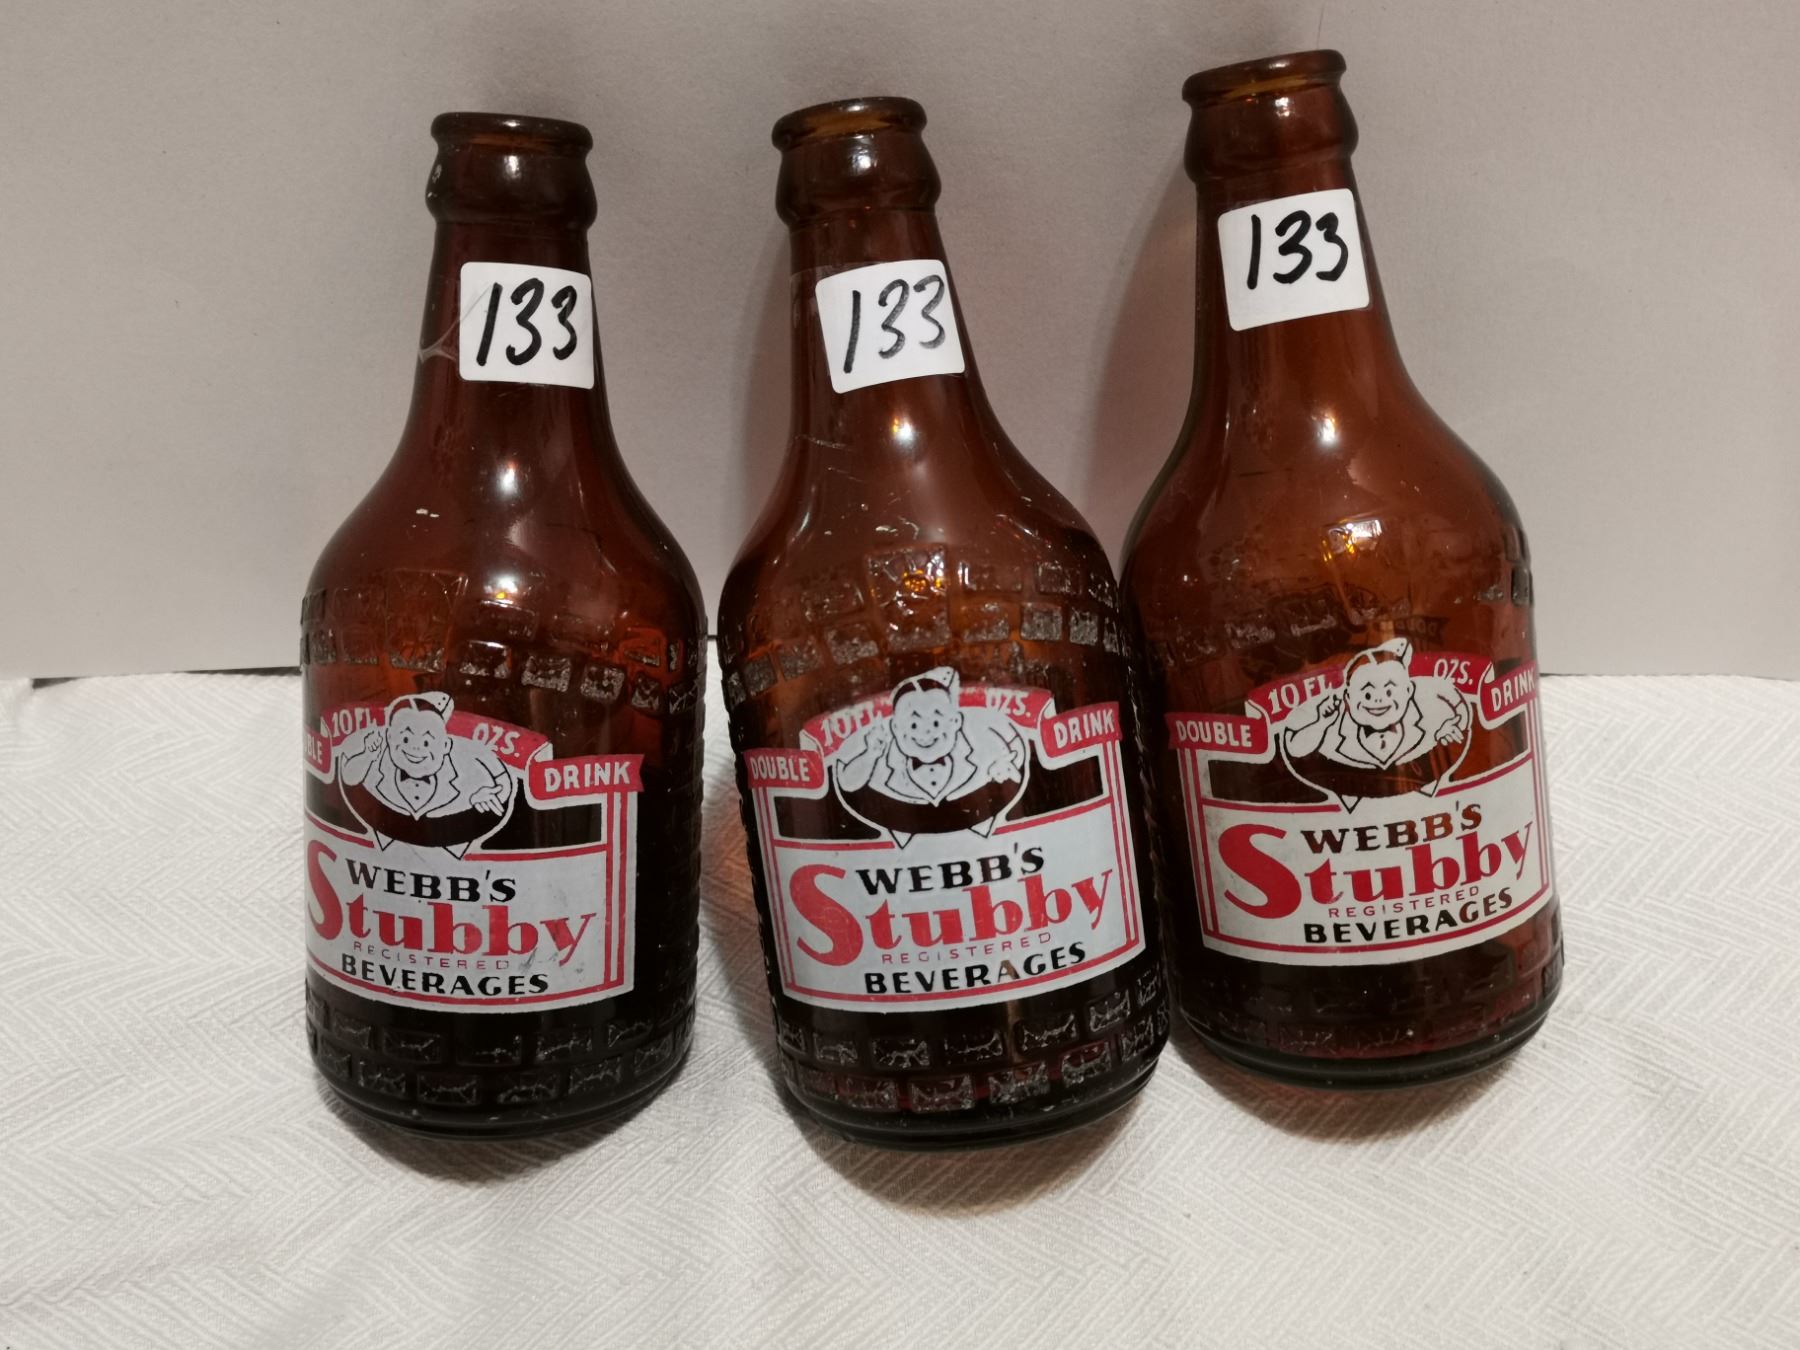 133
133
133
BLE 10 FL OZS. DRINK
WEBB'S
Stubby
REGISTERED
BEVERAGES
DOUBLE 10 FL OZS. DRINK
WEBB'S
Stubby
REGISTERED
BEVERAGES
DOUBLE 10 FL OZS. DRINK
WEBB'S
Stubby
REGISTERED
BEVERAGES